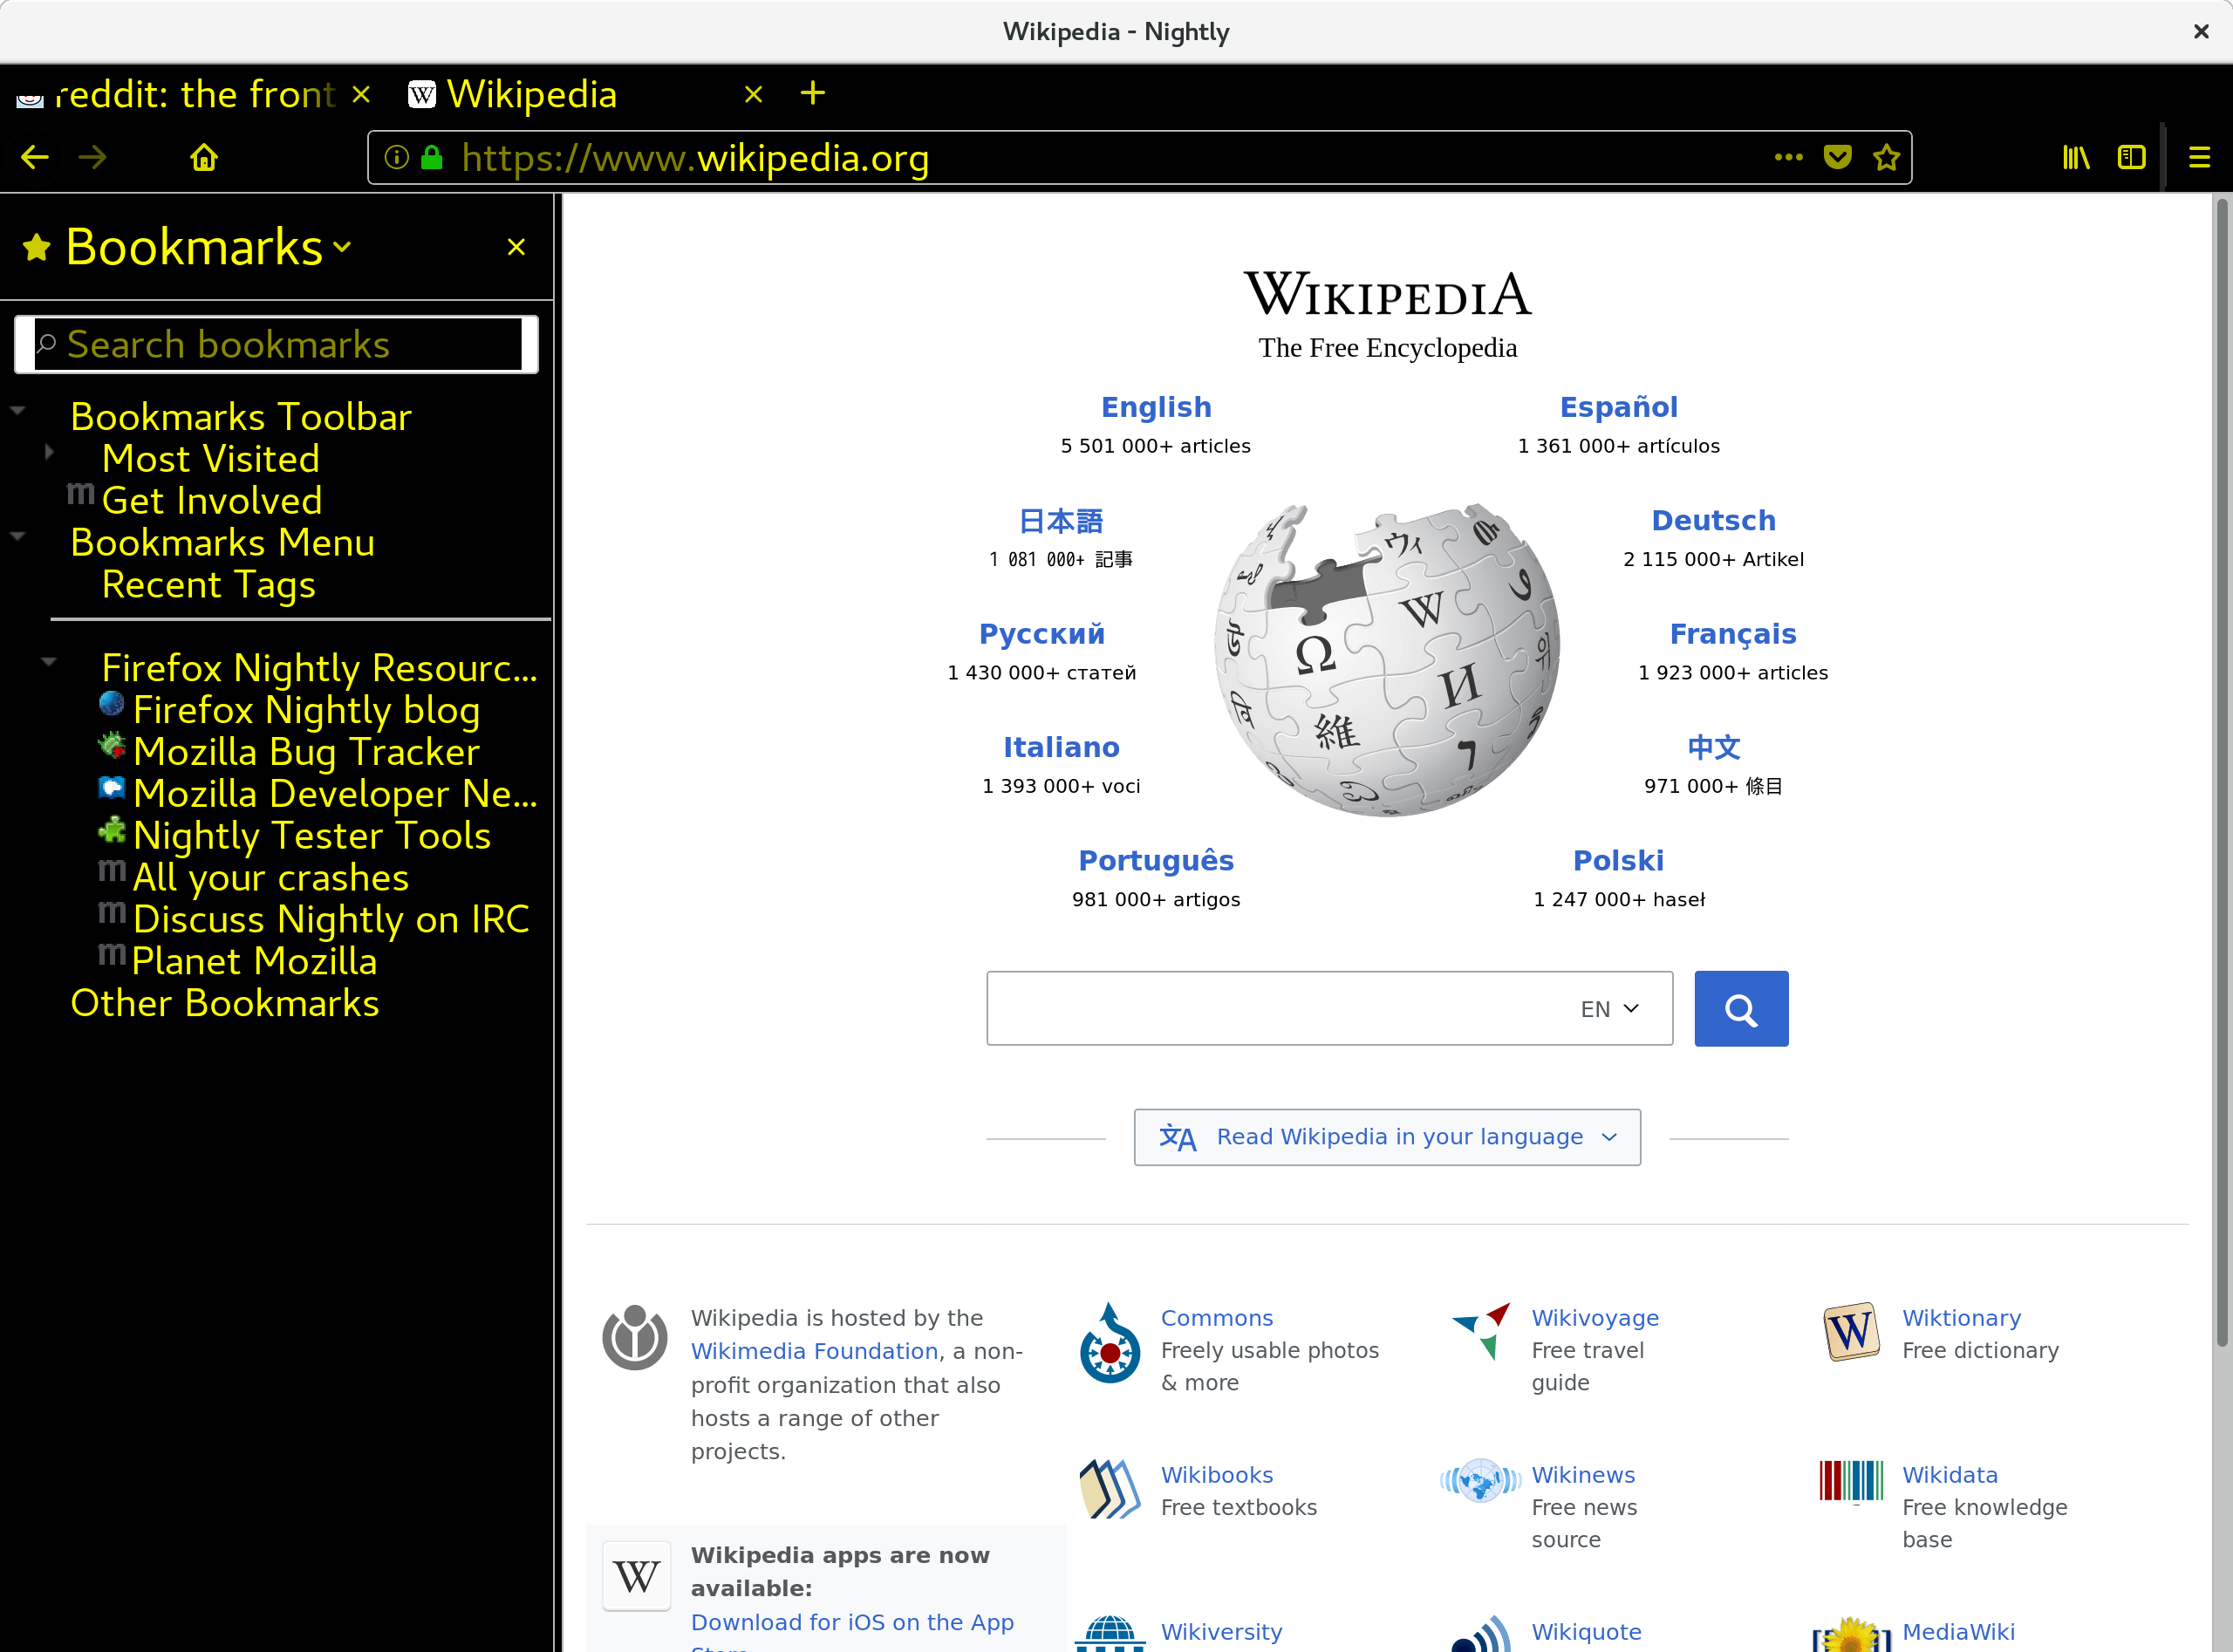 Wikipedia - Nightly
reddit: the front
Wikipedia
https://www.wikipedia.org
Bookmarks
Search bookmarks
Bookmarks Toolbar
Most Visited
Get Involved
Bookmarks Menu
Recent Tags
Firefox Nightly Resourc...
Firefox Nightly blog
Mozilla Bug Tracker
Mozilla Developer Ne...
Nightly Tester Tools
All your crashes
Discuss Nightly on IRC
Planet Mozilla
Other Bookmarks
WIKIPEDIA
The Free Encyclopedia
English
5 501 000+ articles
Español
1 361 000+ artículos
日本語
1 081 000+ 記事
Deutsch
2 115 000+ Artikel
Русский
1 430 000+ статей
Français
1 923 000+ articles
Italiano
1 393 000+ voci
中文
971 000+ 條目
Português
981 000+ artigos
Polski
1 247 000+ haseł
EN
Read Wikipedia in your language
Wikipedia is hosted by the
Wikimedia Foundation, a non-
profit organization that also
hosts a range of other
projects.
Wikipedia apps are now
available:
Download for iOS on the App
Commons
Freely usable photos
& more
Wikivoyage
Free travel
guide
Wiktionary
Free dictionary
Wikibooks
Free textbooks
Wikinews
Free news
source
Wikidata
Free knowledge
base
Wikiversity
Wikiquote
MediaWiki